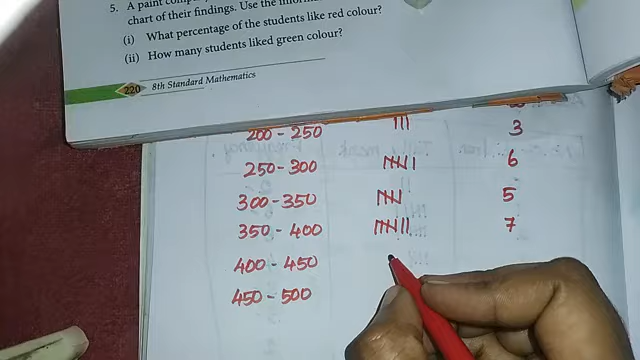 5. A paint
chart of their findings. Use the
(i) What percentage of the students like red colour?
(ii) How many students liked green colour?
220 8th Standard Mathematics
200 - 250 ||| 3
250 - 300 6
300 - 350 5
350 - 400 7
400 - 450
450 - 500